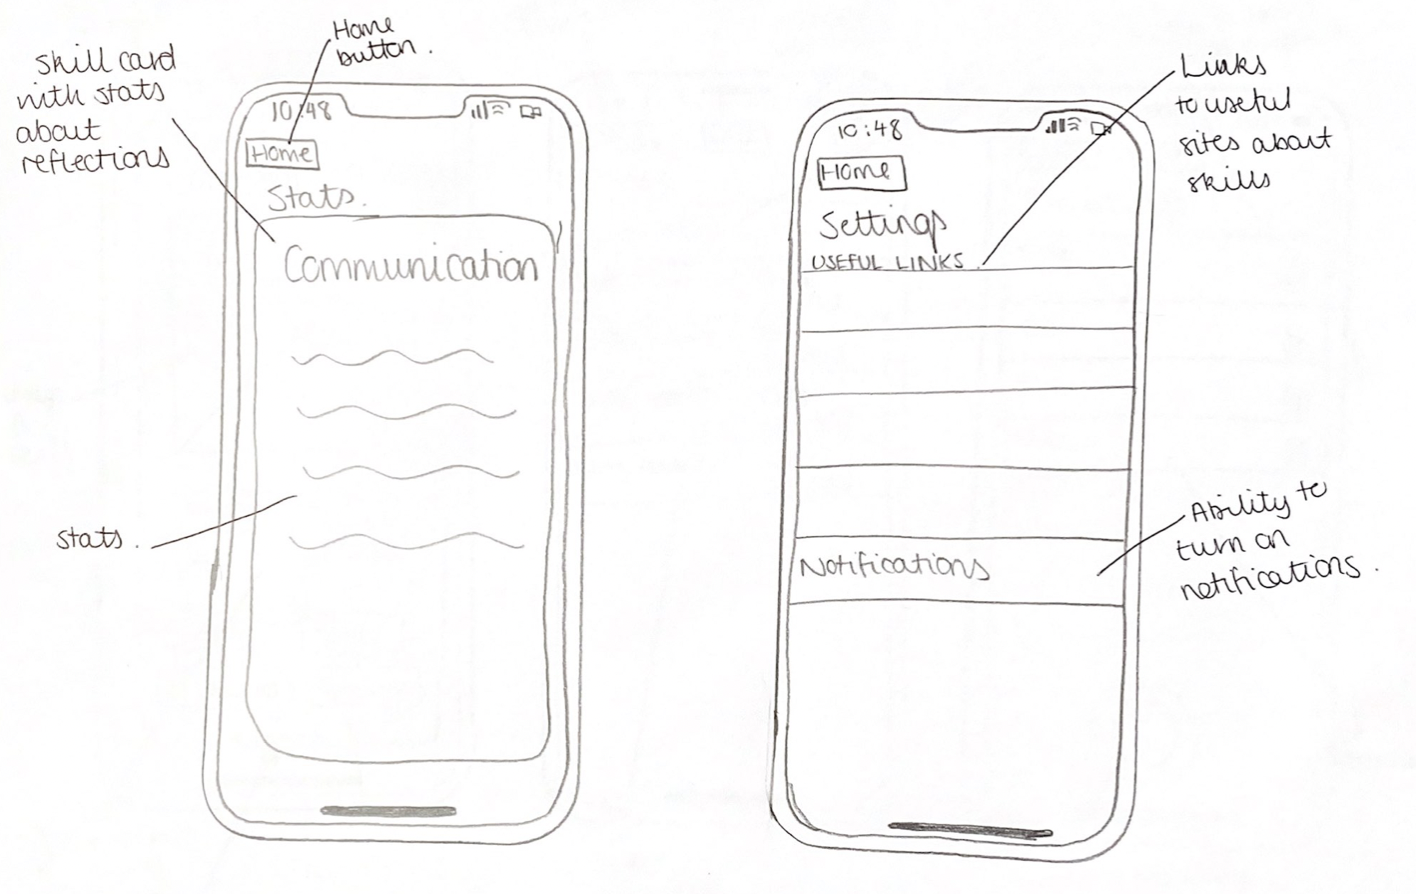 Skill card
with stats
about
reflections
Home
button.
10:48
Home
Stats.
Communication
Stats.
10:48
Home
Settings
USEFUL LINKS
Notifications
Links
to useful
sites about
skills
Ability to
turn on
notifications.